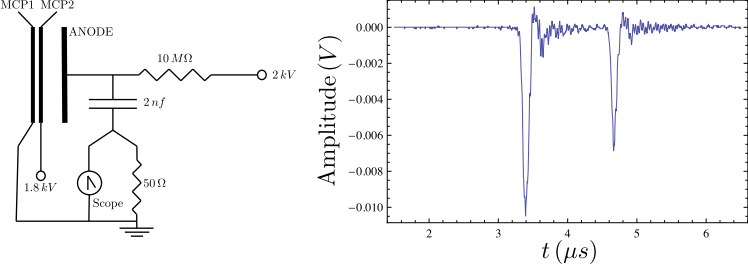 MCP1 MCP2
ANODE
10 MΩ
2 kV
2 nf
1.8 kV
50 Ω
Scope
Amplitude (V)
0.000
−0.002
−0.004
−0.006
−0.008
−0.010
2 3 4 5 6
t (μs)